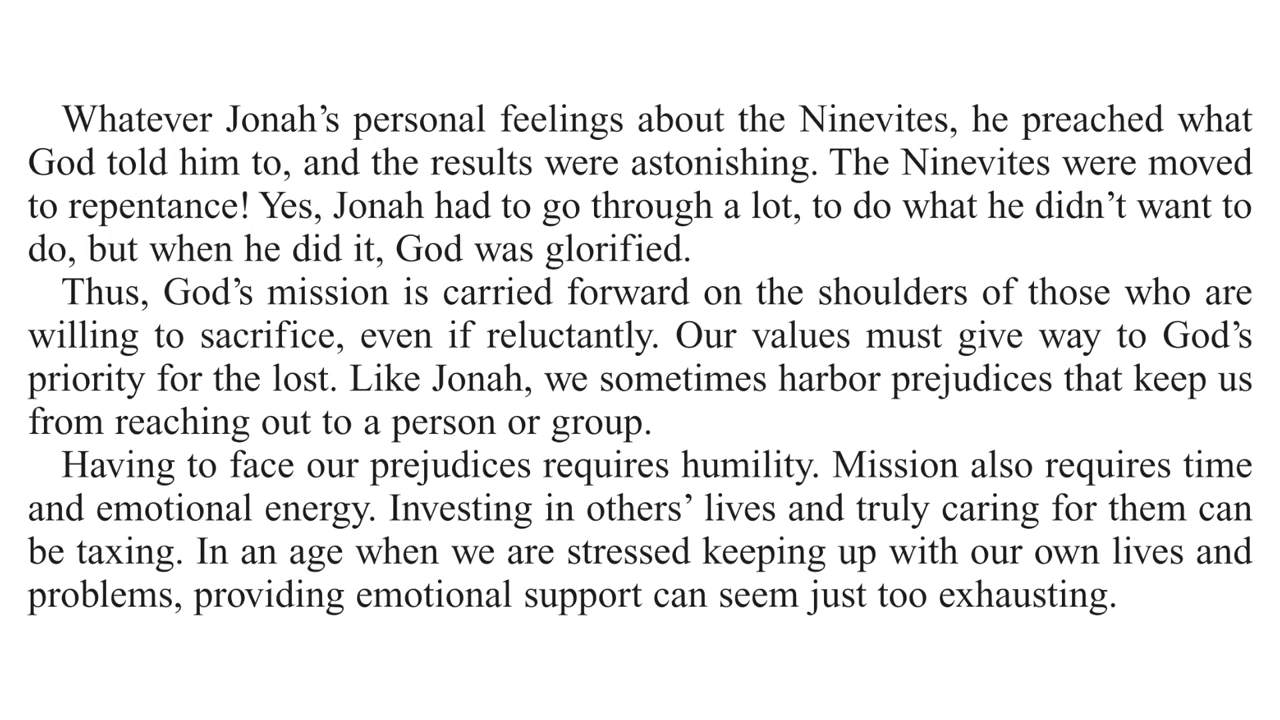 Whatever Jonah’s personal feelings about the Ninevites, he preached what
God told him to, and the results were astonishing. The Ninevites were moved
to repentance! Yes, Jonah had to go through a lot, to do what he didn’t want to
do, but when he did it, God was glorified.
Thus, God’s mission is carried forward on the shoulders of those who are
willing to sacrifice, even if reluctantly. Our values must give way to God’s
priority for the lost. Like Jonah, we sometimes harbor prejudices that keep us
from reaching out to a person or group.
Having to face our prejudices requires humility. Mission also requires time
and emotional energy. Investing in others’ lives and truly caring for them can
be taxing. In an age when we are stressed keeping up with our own lives and
problems, providing emotional support can seem just too exhausting.